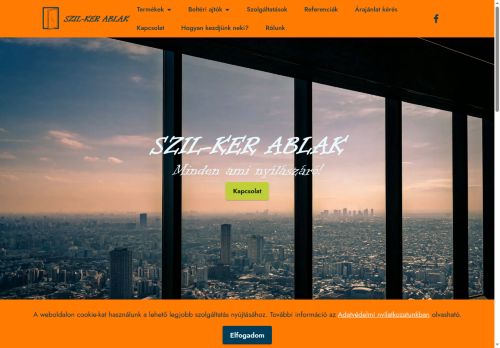 SZIL-KER ABLAK
Termékek
Beltéri ajtók
Szolgáltatások
Referenciák
Árajánlat kérés
Kapcsolat
Hogyan kezdjünk neki?
Rólunk
SZIL-KER ABLAK
Minden ami nyílászáró!
Kapcsolat
A weboldalon cookie-kat használunk a lehető legjobb szolgáltatás nyújtásához. További információ az Adatvédelmi nyilatkozatunkban olvasható.
Elfogadom